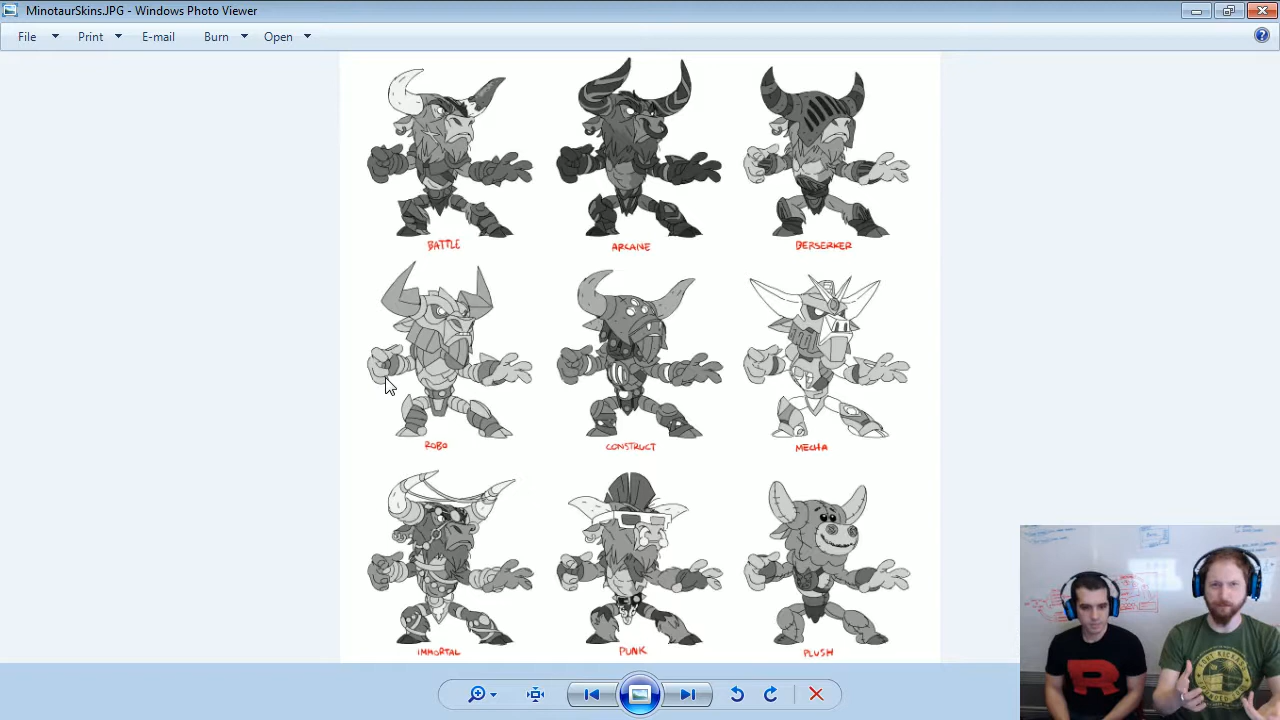 MinotaurSkins.JPG - Windows Photo Viewer
File Print E-mail Burn Open
BATTLE ARCANE BERSERKER
ROBO CONSTRUCT MECHA
IMMORTAL PUNK PLUSH
R